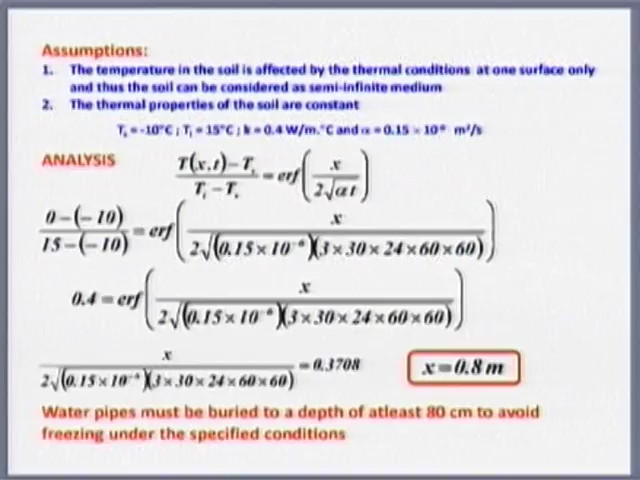 Assumptions:
1. The temperature in the soil is affected by the thermal conditions at one surface only
and thus the soil can be considered as semi-infinite medium
2. The thermal properties of the soil are constant
Tₛ = -10°C ; Tᵢ = 15°C ; k = 0.4 W/m.°C and α = 0.15 × 10⁻⁶ m²/s
ANALYSIS
(T(x,t) − Tₛ)/(Tᵢ − Tₛ) = erf(x/(2√(α t)))
(0 − (−10))/(15 − (−10)) = erf(x/(2√((0.15 × 10⁻⁶)(3 × 30 × 24 × 60 × 60))))
0.4 = erf(x/(2√((0.15 × 10⁻⁶)(3 × 30 × 24 × 60 × 60))))
x/(2√((0.15 × 10⁻⁶)(3 × 30 × 24 × 60 × 60))) = 0.3708
x = 0.8 m
Water pipes must be buried to a depth of atleast 80 cm to avoid
freezing under the specified conditions